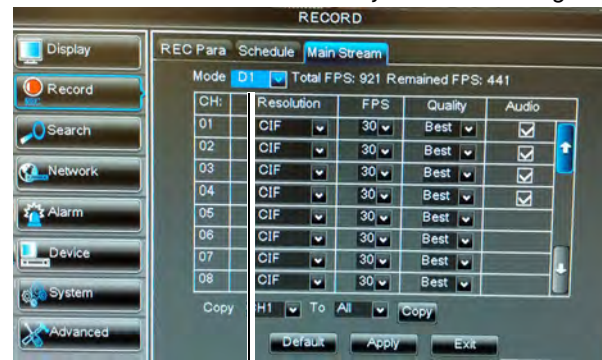 RECORD
Display
Record
REC
Search
Network
Alarm
Device
System
Advanced
REC Para Schedule Main Stream
Mode D1 Total FPS: 921 Remained FPS: 441
CH: Resolution FPS Quality Audio
01 CIF 30 Best
02 CIF 30 Best
03 CIF 30 Best
04 CIF 30 Best
05 CIF 30 Best
06 CIF 30 Best
07 CIF 30 Best
08 CIF 30 Best
Copy CH1 To All Copy
Default Apply Exit